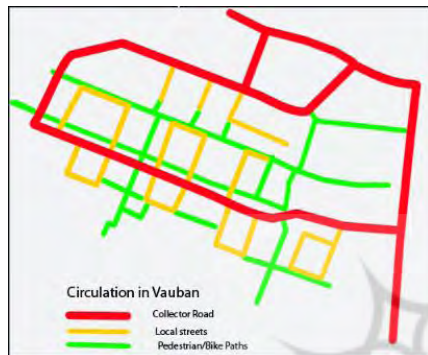 Circulation in Vauban
Collector Road
Local streets
Pedestrian/Bike Paths